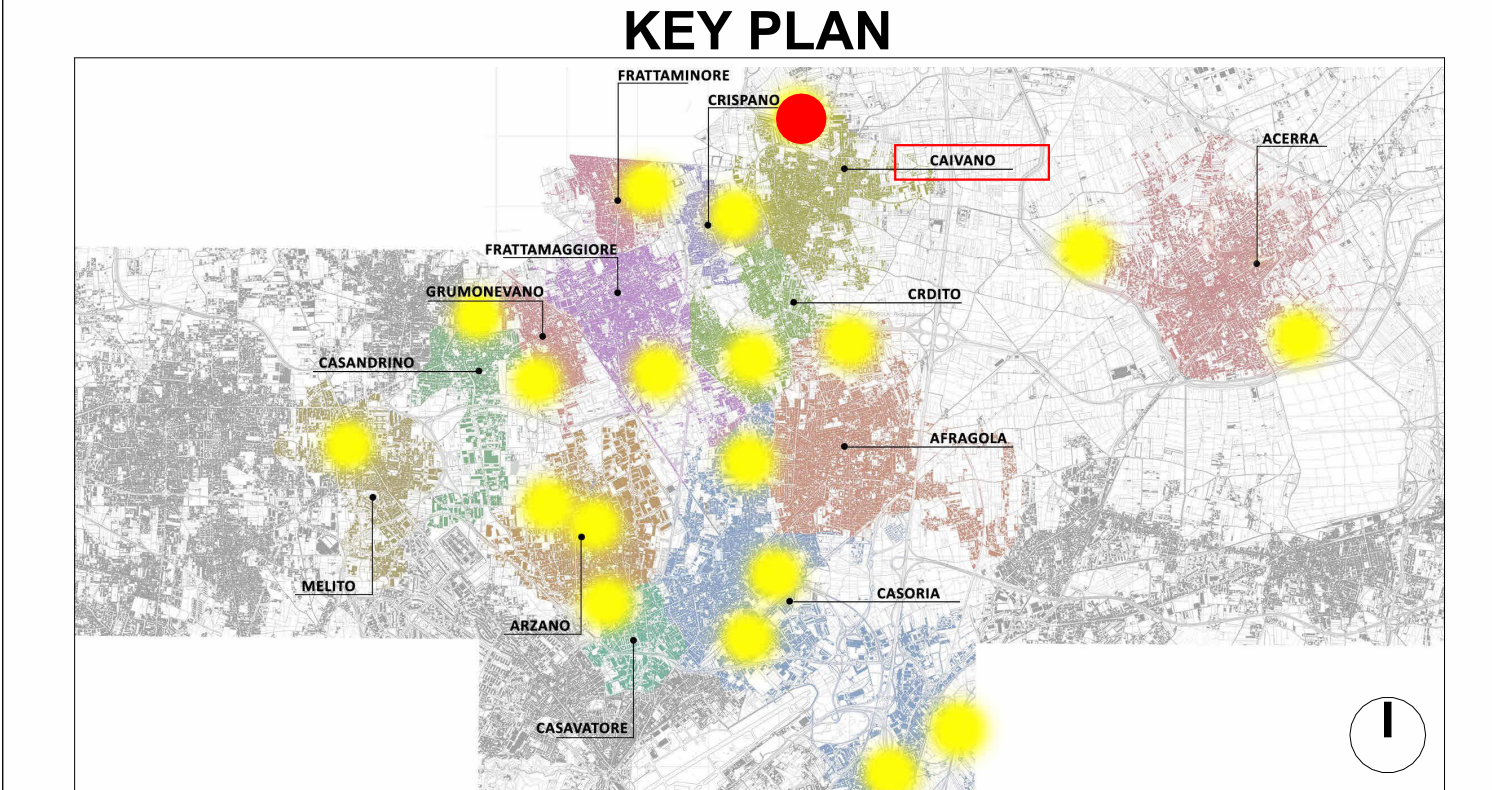 KEY PLAN
FRATTAMINORE
CRISPANO
ACERRA
CAIVANO
FRATTAMAGGIORE
GRUMONEVANO
CRDITO
CASANDRINO
AFRAGOLA
MELITO
CASORIA
ARZANO
CASAVATORE